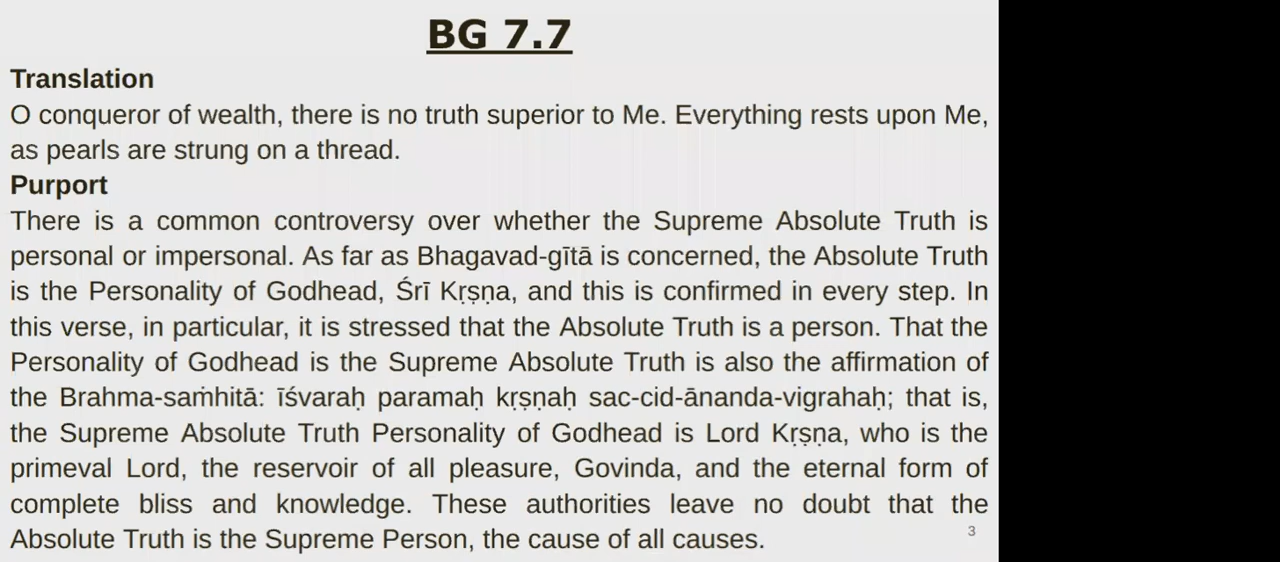 BG 7.7
Translation
O conqueror of wealth, there is no truth superior to Me. Everything rests upon Me,
as pearls are strung on a thread.
Purport
There is a common controversy over whether the Supreme Absolute Truth is
personal or impersonal. As far as Bhagavad-gītā is concerned, the Absolute Truth
is the Personality of Godhead, Śrī Kṛṣṇa, and this is confirmed in every step. In
this verse, in particular, it is stressed that the Absolute Truth is a person. That the
Personality of Godhead is the Supreme Absolute Truth is also the affirmation of
the Brahma-saṁhitā: īśvaraḥ paramaḥ kṛṣṇaḥ sac-cid-ānanda-vigrahaḥ; that is,
the Supreme Absolute Truth Personality of Godhead is Lord Kṛṣṇa, who is the
primeval Lord, the reservoir of all pleasure, Govinda, and the eternal form of
complete bliss and knowledge. These authorities leave no doubt that the
Absolute Truth is the Supreme Person, the cause of all causes.
3